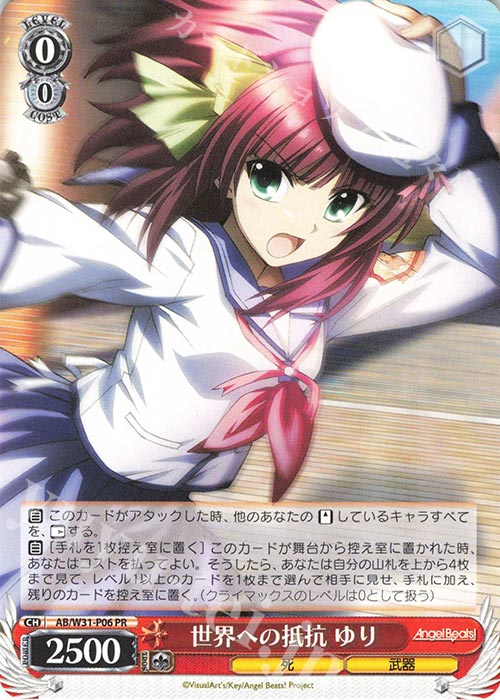 LEVEL
0
0
COST
このカードがアタックした時、他のあなたの しているキャラすべて
を、 する。
[手札を1枚控え室に置く] このカードが舞台から控え室に置かれた時、
あなたはコストを払ってよい。そうしたら、あなたは自分の山札を上から4枚
まで見て、レベル1以上のカードを1枚まで選んで相手に見せ、手札に加え、
残りのカードを控え室に置く。(クライマックスのレベルは0として扱う)
CH AB/W31-P06 PR
世界への抵抗 ゆり
Angel Beats!
POWER
2500
SOUL
死
武器
©VisualArt's/Key/Angel Beats! Project